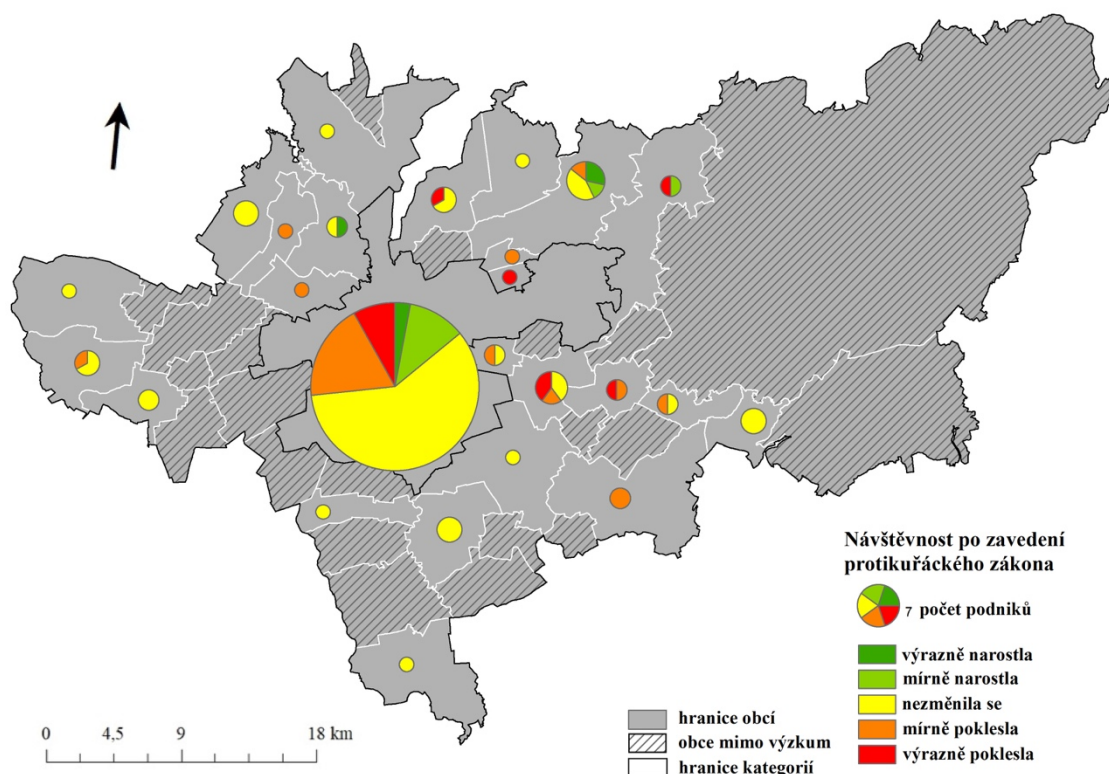 Návštěvnost po zavedení
protikuřáckého zákona
7 počet podniků
výrazně narostla
mírně narostla
nezměnila se
mírně poklesla
výrazně poklesla
hranice obcí
obce mimo výzkum
hranice kategorií
0 4,5 9 18 km